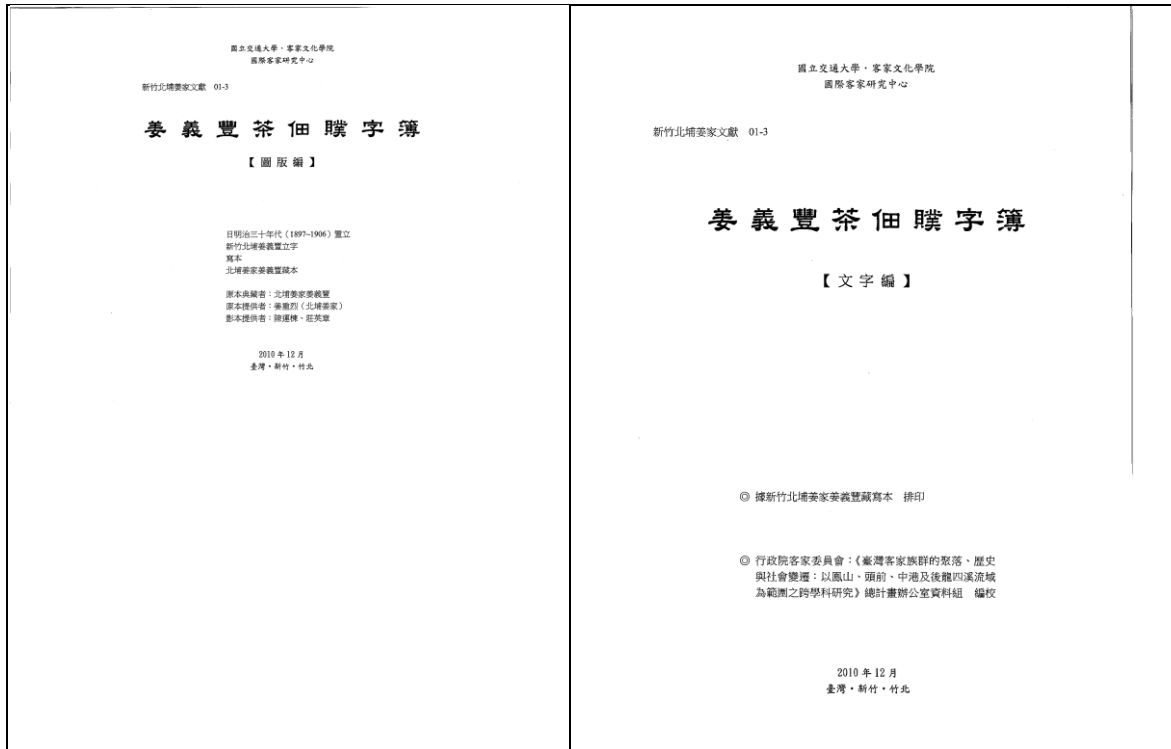 國立交通大學・客家文化學院
國際客家研究中心
新竹北埔姜家文獻 01-3
姜義豐茶佃贌字簿
【圖版編】
日明治三十年代（1897~1906）置立
新竹北埔姜義豐立字
寫本
北埔姜家姜義豐藏本
原本典藏者：北埔姜家姜義豐
原本提供者：姜重烈（北埔姜家）
影本提供者：陳運棟、莊英章
2010 年 12 月
臺灣・新竹・竹北
國立交通大學・客家文化學院
國際客家研究中心
新竹北埔姜家文獻 01-3
姜義豐茶佃贌字簿
【文字編】
◎ 據新竹北埔姜家姜義豐藏寫本 排印
◎ 行政院客家委員會：《臺灣客家族群的聚落、歷史
與社會變遷：以鳳山、頭前、中港及後龍四溪流域
為範圍之跨學科研究》總計畫辦公室資料組 編校
2010 年 12 月
臺灣・新竹・竹北